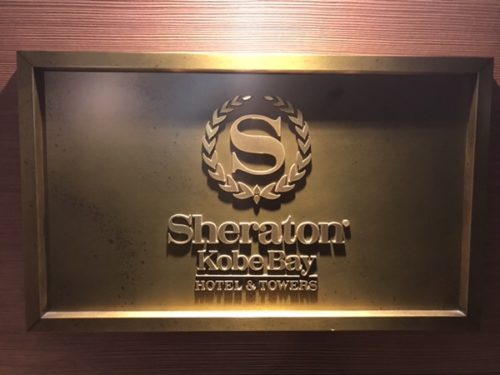 S
Sheraton®
Kobe Bay
HOTEL & TOWERS